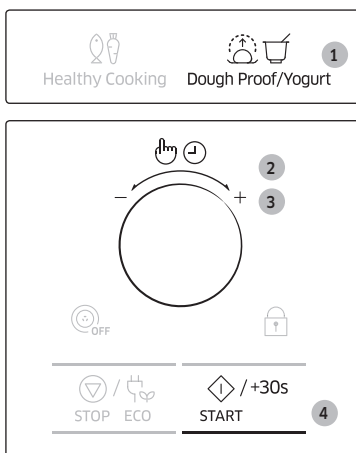 Healthy Cooking Dough Proof/Yogurt 1
2
- + 3
OFF
/ /+30s
STOP ECO START 4